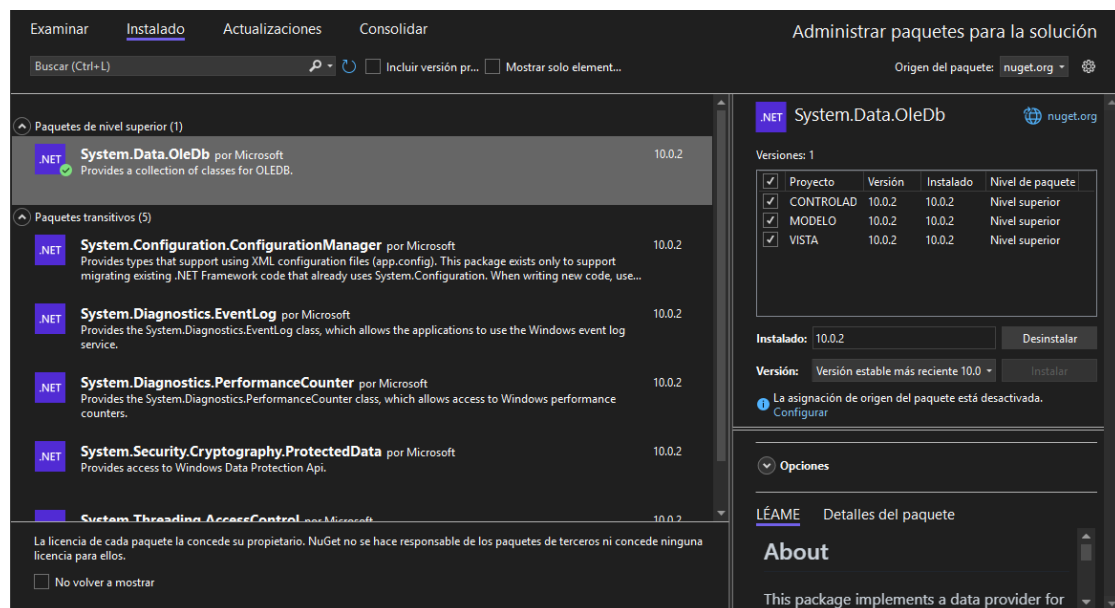 Examinar Instalado Actualizaciones Consolidar
Administrar paquetes para la solución
Buscar (Ctrl+L)
Incluir versión pr...
Mostrar solo element...
Origen del paquete: nuget.org
Paquetes de nivel superior (1)
.NET
System.Data.OleDb por Microsoft 10.0.2
Provides a collection of classes for OLEDB.
Paquetes transitivos (5)
.NET
System.Configuration.ConfigurationManager por Microsoft 10.0.2
Provides types that support using XML configuration files (app.config). This package exists only to support
migrating existing .NET Framework code that already uses System.Configuration. When writing new code, use...
.NET
System.Diagnostics.EventLog por Microsoft 10.0.2
Provides the System.Diagnostics.EventLog class, which allows the applications to use the Windows event log
service.
.NET
System.Diagnostics.PerformanceCounter por Microsoft 10.0.2
Provides the System.Diagnostics.PerformanceCounter class, which allows access to Windows performance
counters.
.NET
System.Security.Cryptography.ProtectedData por Microsoft 10.0.2
Provides access to Windows Data Protection Api.
System.Threading.AccessControl por Microsoft 10.0.2
La licencia de cada paquete la concede su propietario. NuGet no se hace responsable de los paquetes de terceros ni concede ninguna
licencia para ellos.
No volver a mostrar
.NET
System.Data.OleDb
nuget.org
Versiones: 1
Proyecto Versión Instalado Nivel de paquete
CONTROLAD 10.0.2 10.0.2 Nivel superior
MODELO 10.0.2 10.0.2 Nivel superior
VISTA 10.0.2 10.0.2 Nivel superior
Instalado: 10.0.2 Desinstalar
Versión: Versión estable más reciente 10.0 Instalar
La asignación de origen del paquete está desactivada.
Configurar
Opciones
LÉAME Detalles del paquete
About
This package implements a data provider for